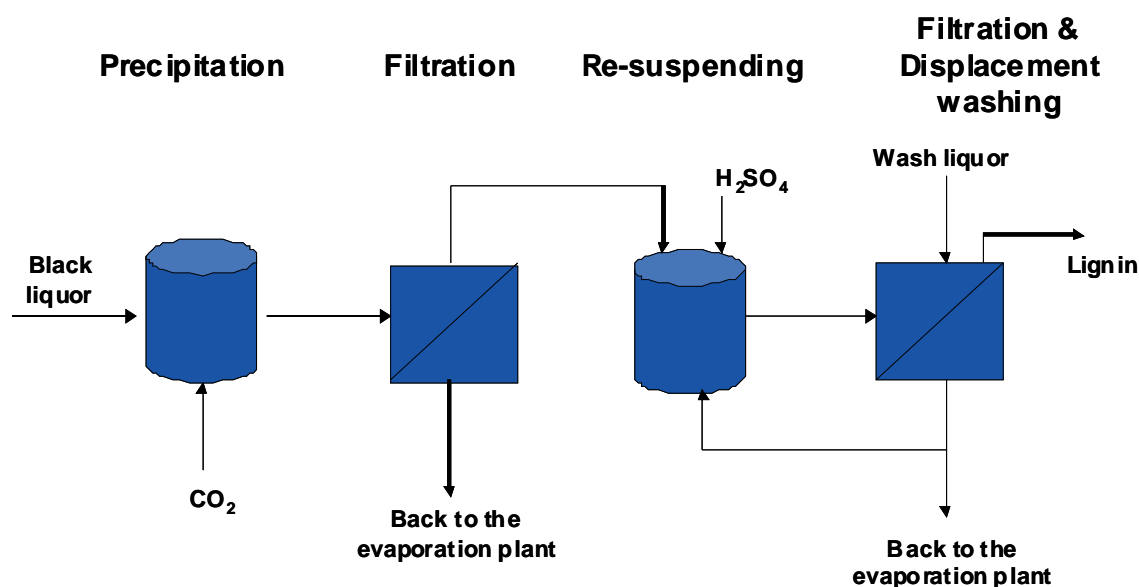 Precipitation
Filtration
Re-suspending
Filtration &
Displacement
washing
Black
liquor
CO₂
Back to the
evaporation plant
H₂SO₄
Wash liquor
Lignin
Back to the
evaporation plant